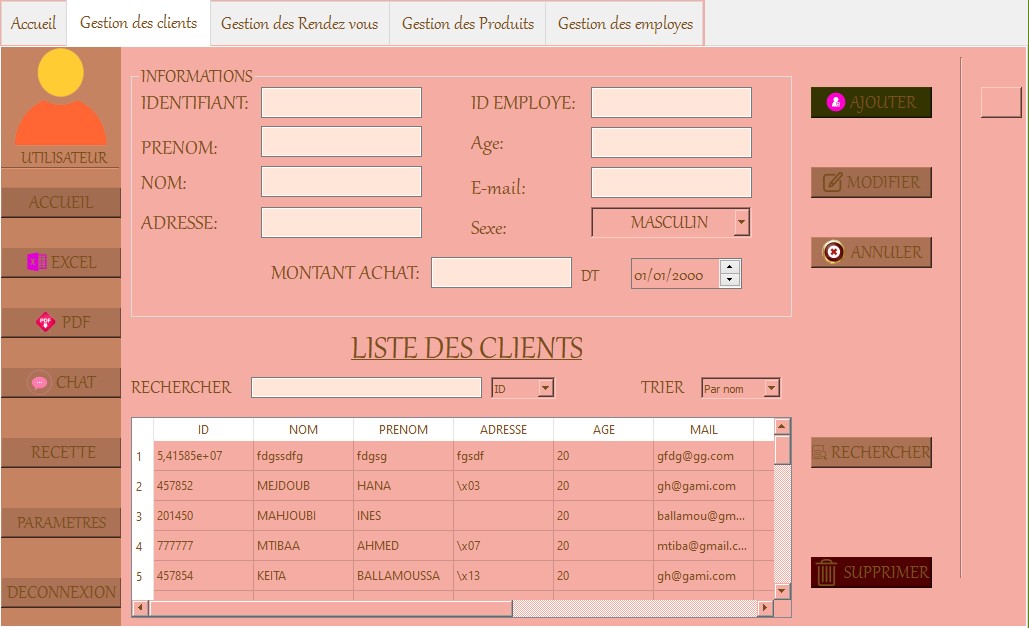 Accueil Gestion des clients Gestion des Rendez vous Gestion des Produits Gestion des employes
UTILISATEUR
ACCUEIL
EXCEL
PDF
CHAT
RECETTE
PARAMETRES
DECONNEXION
INFORMATIONS
IDENTIFIANT: ID EMPLOYE:
PRENOM: Age:
NOM: E-mail:
ADRESSE: Sexe: MASCULIN
MONTANT ACHAT: DT 01/01/2000
AJOUTER
MODIFIER
ANNULER
LISTE DES CLIENTS
RECHERCHER ID TRIER Par nom
ID NOM PRENOM ADRESSE AGE MAIL
1 5,41585e+07 fdgssdfg fdgsg fgsdf 20 gfdg@gg.com
2 457852 MEJDOUB HANA \x03 20 gh@gami.com
3 201450 MAHJOUBI INES 20 ballamou@gm...
4 777777 MTIBAA AHMED \x07 20 mtiba@gmail.c...
5 457854 KEITA BALLAMOUSSA \x13 20 gh@gami.com
RECHERCHER
SUPPRIMER